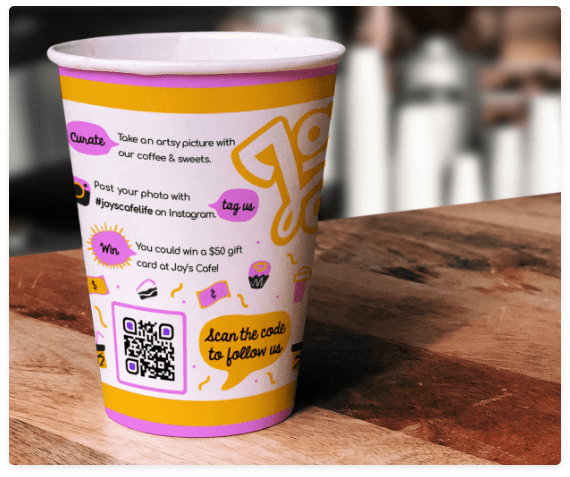 Curate
Take an artsy picture with
our coffee & sweets.
Post your photo with
#joyscafelife on Instagram.
tag us
Win
You could win a $50 gift
card at Joy's Cafe!
Scan the code
to follow us